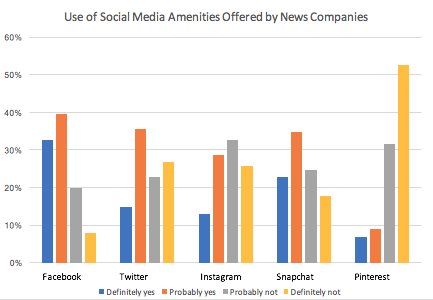 Use of Social Media Amenities Offered by News Companies
60%
50%
40%
30%
20%
10%
0%
Facebook Twitter Instagram Snapchat Pinterest
Definitely yes Probably yes Probably not Definitely not